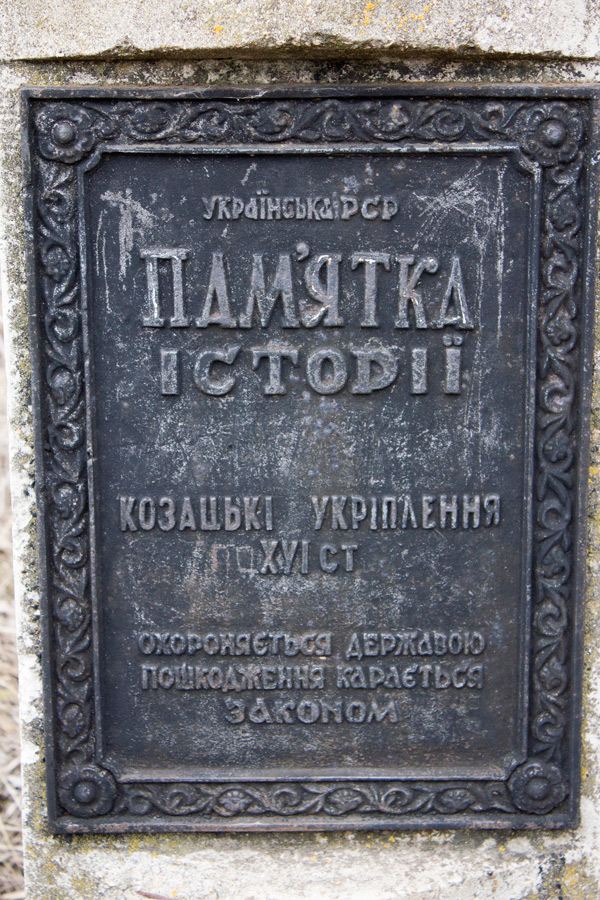 УКРАЇНСЬКА РСР
ПАМ'ЯТКА
ІСТОРІЇ
КОЗАЦЬКІ УКРІПЛЕННЯ
XVI СТ
ОХОРОНЯЄТЬСЯ ДЕРЖАВОЮ
ПОШКОДЖЕННЯ КАРАЄТЬСЯ
ЗАКОНОМ